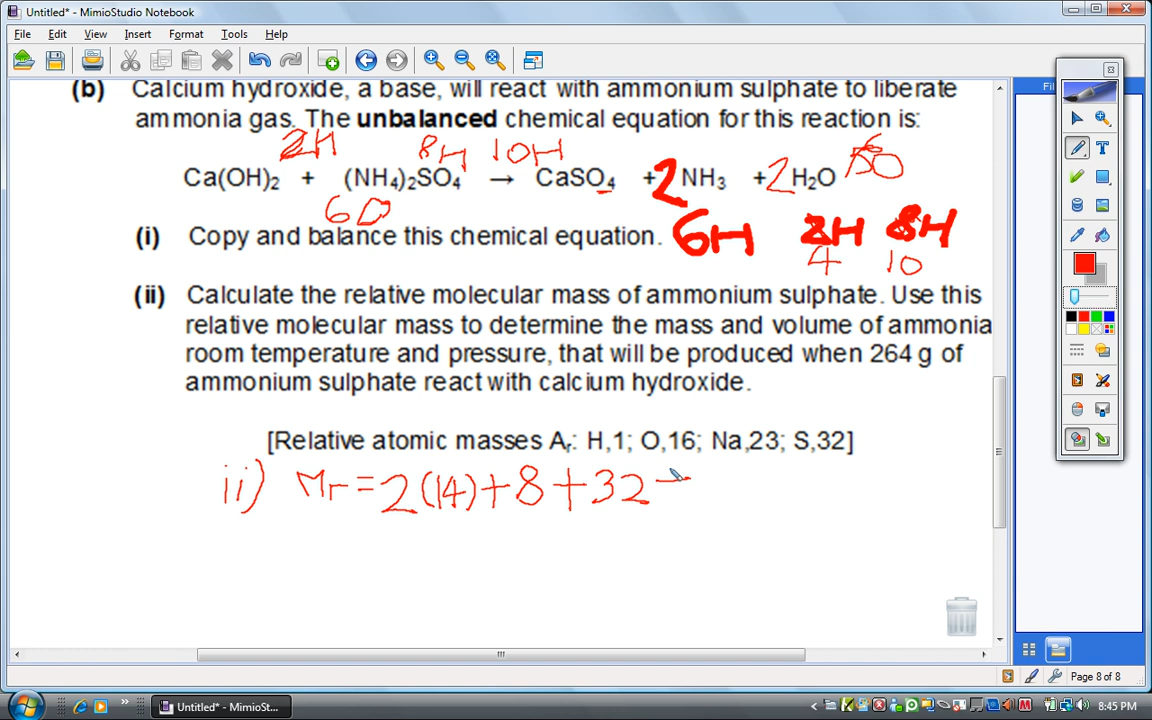 Untitled* - MimioStudio Notebook
File Edit View Insert Format Tools Help
(b) Calcium hydroxide, a base, will react with ammonium sulphate to liberate
ammonia gas. The unbalanced chemical equation for this reaction is:
2H 8H 10H
Ca(OH)₂ + (NH₄)₂SO₄ → CaSO₄ + 2 NH₃ + 2 H₂O 6O
6O
(i) Copy and balance this chemical equation.
6H 2H 8H
4 10
(ii) Calculate the relative molecular mass of ammonium sulphate. Use this
relative molecular mass to determine the mass and volume of ammonia
room temperature and pressure, that will be produced when 264 g of
ammonium sulphate react with calcium hydroxide.
[Relative atomic masses Aᵣ: H,1; O,16; Na,23; S,32]
ii) Mr = 2(14) + 8 + 32 +
Page 8 of 8
Untitled* - MimioSt...
8:45 PM